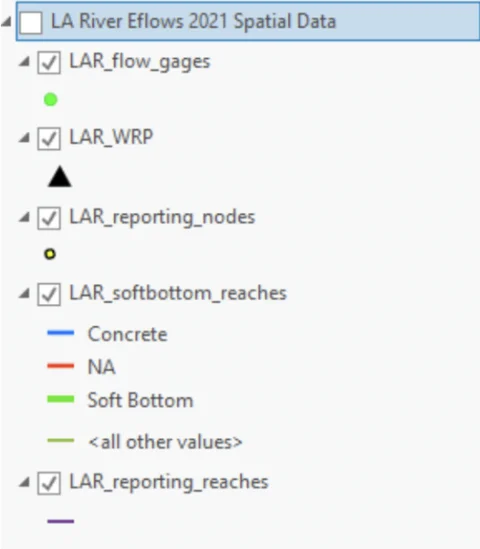 LA River Eflows 2021 Spatial Data
LAR_flow_gages
LAR_WRP
LAR_reporting_nodes
LAR_softbottom_reaches
Concrete
NA
Soft Bottom
<all other values>
LAR_reporting_reaches